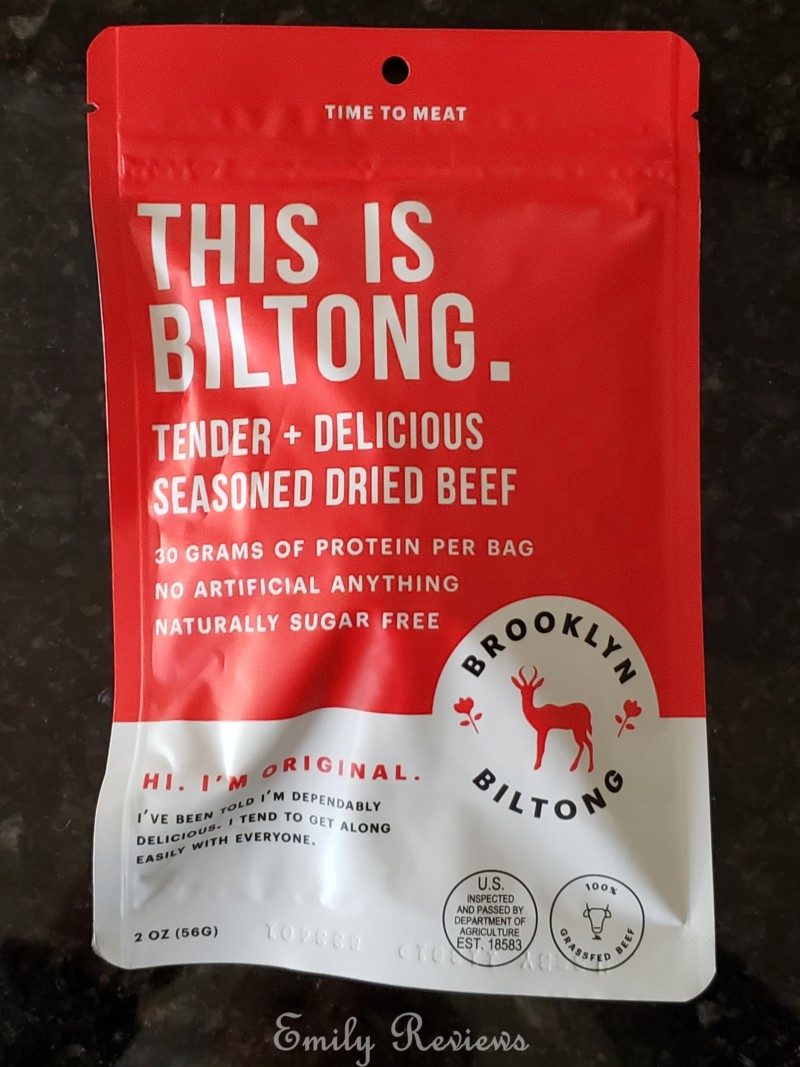 TIME TO MEAT
THIS IS
BILTONG.
TENDER + DELICIOUS
SEASONED DRIED BEEF
30 GRAMS OF PROTEIN PER BAG
NO ARTIFICIAL ANYTHING
NATURALLY SUGAR FREE
BROOKLYN
BILTONG
HI. I'M ORIGINAL.
I'VE BEEN TOLD I'M DEPENDABLY
DELICIOUS. I TEND TO GET ALONG
EASILY WITH EVERYONE.
2 OZ (56G)
U.S.
INSPECTED
AND PASSED BY
DEPARTMENT OF
AGRICULTURE
EST. 18583
100%
GRASSFED BEEF
Emily Reviews